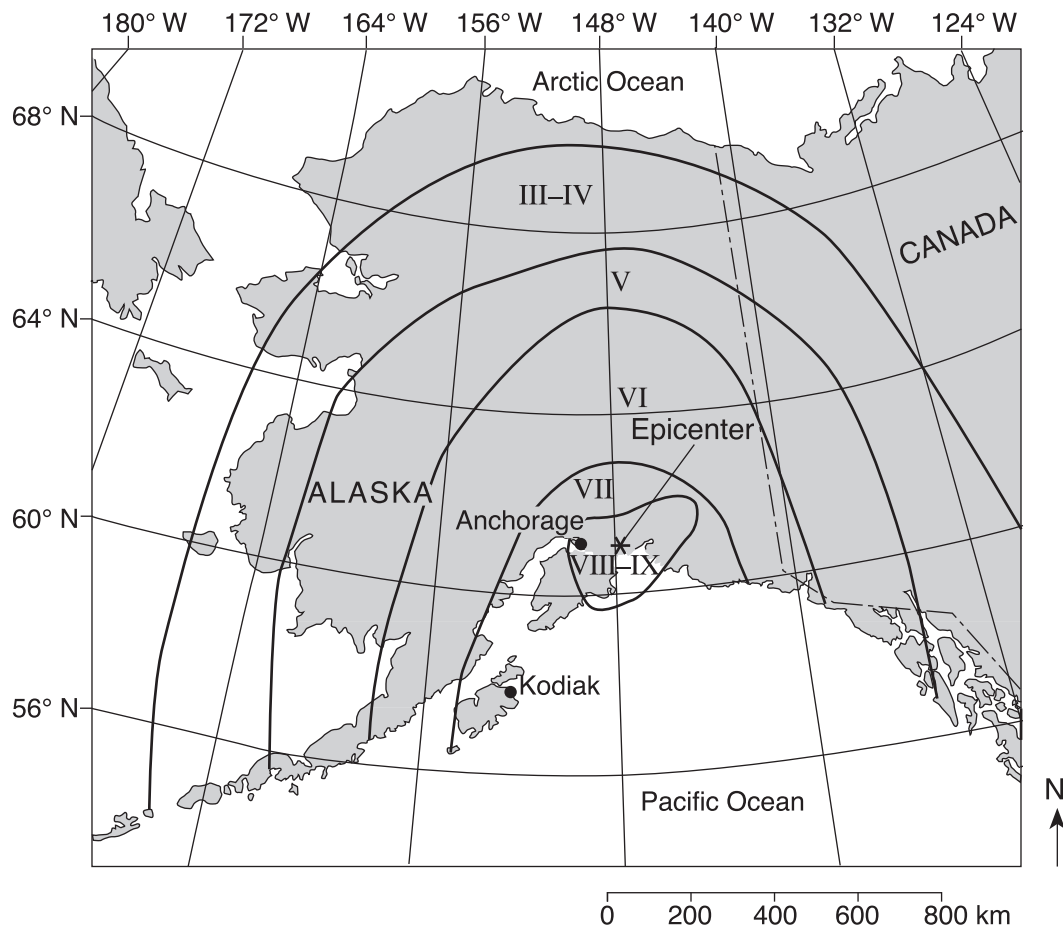 180° W 172° W 164° W 156° W 148° W 140° W 132° W 124° W
Arctic Ocean
68° N
III–IV
CANADA
V
64° N
VI
Epicenter
ALASKA
VII
60° N
Anchorage
VIII–IX
Kodiak
56° N
Pacific Ocean
N
0 200 400 600 800 km